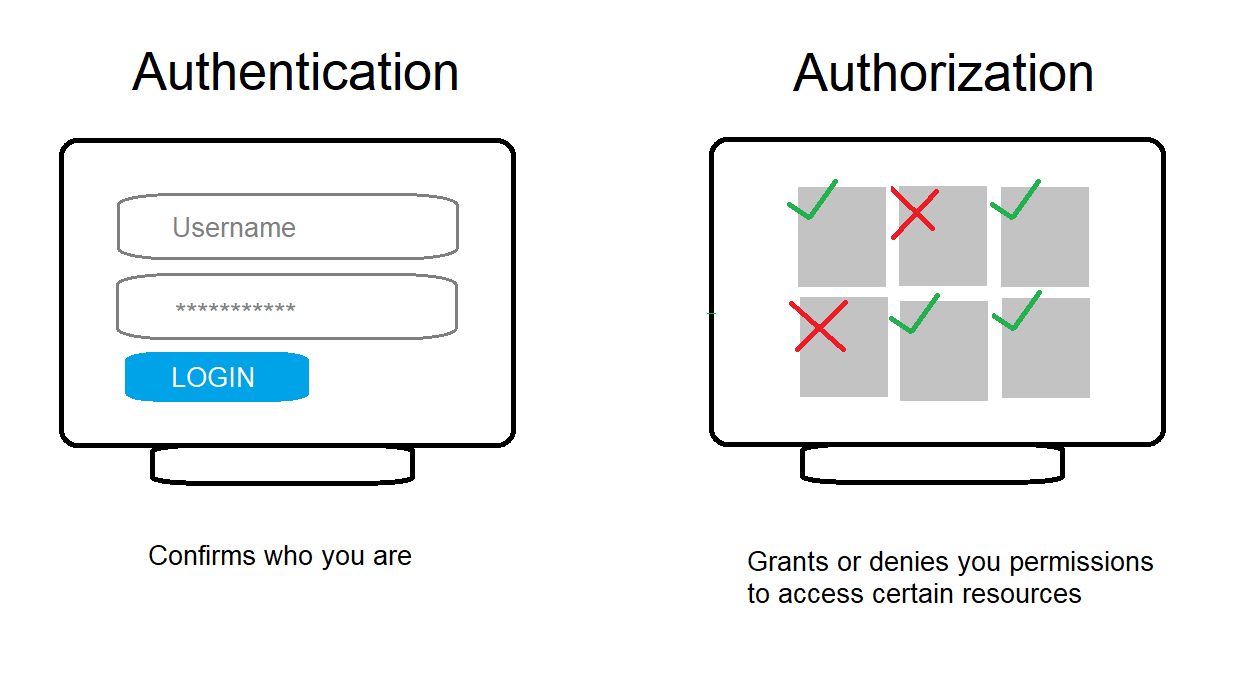 Authentication
Authorization
Username
***********
LOGIN
Confirms who you are
Grants or denies you permissions
to access certain resources